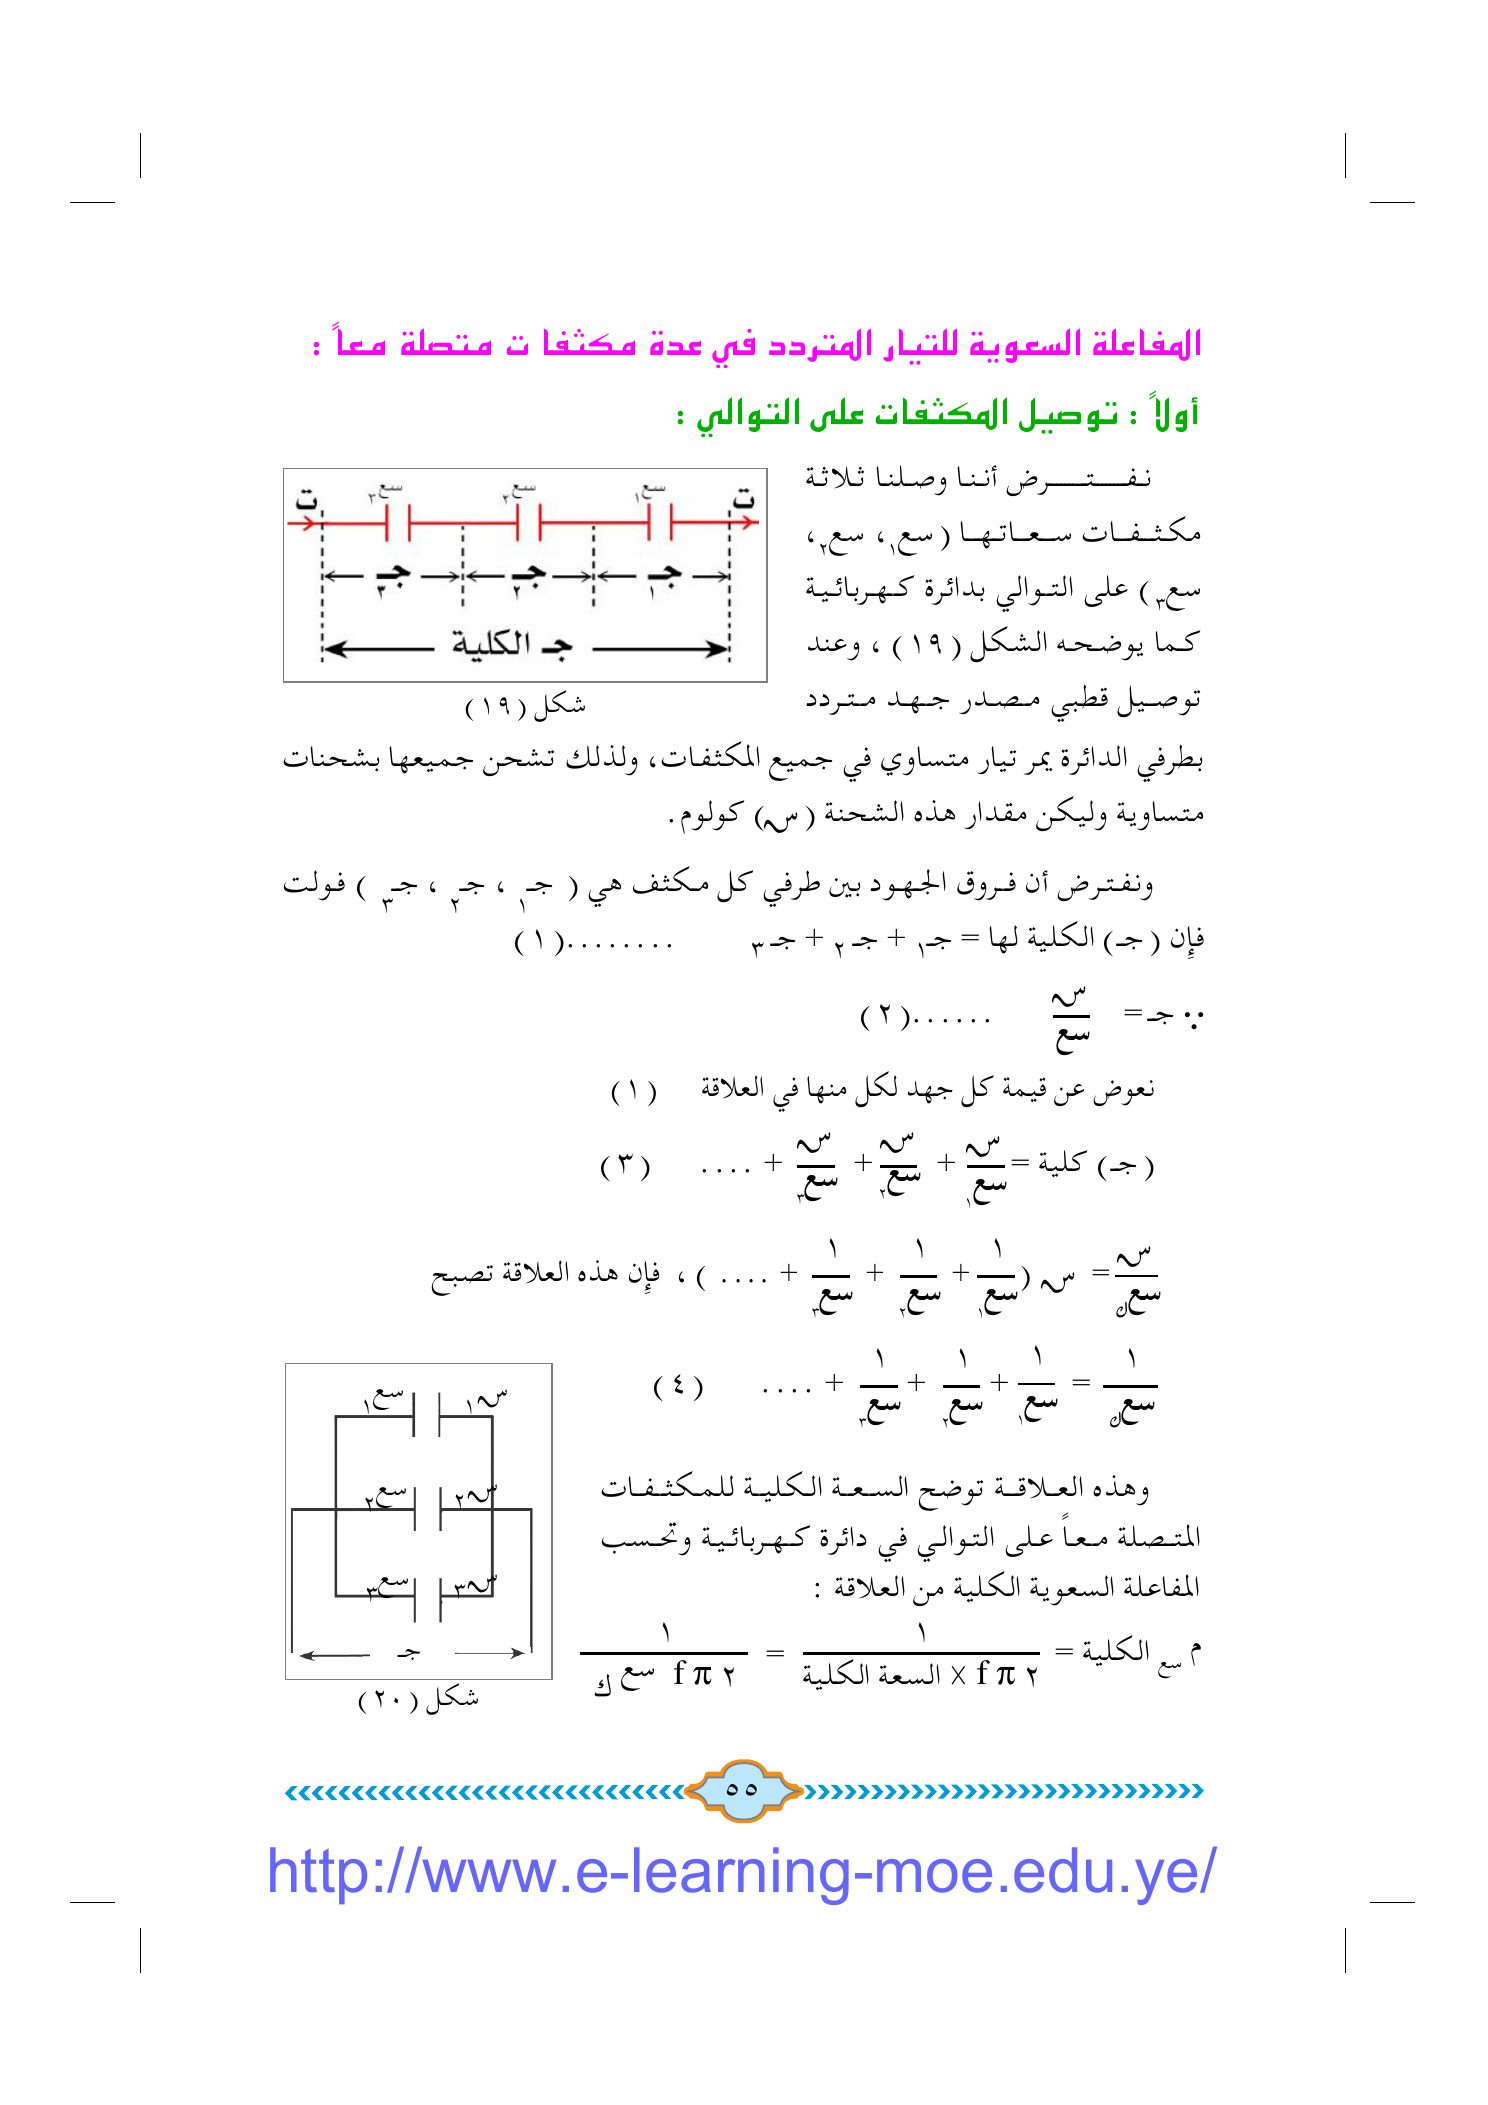 المفاعلة السعوية للتيار المتردد في عدة مكثفا ت متصلة معاً :
أولاً : توصيل المكثفات على التوالي :
نفـتـرض أننا وصلنا ثلاثة
مكثفات سعاتها ( سع١ ، سع٢ ،
سع٣ ) على التوالي بدائرة كهربائية
كما يوضحه الشكل ( ١٩ ) ، وعند
توصيل قطبي مصدر جهد متردد
ت سع٣ سع٢ سع١ ت
جـ٣ جـ٢ جـ١
جـ الكلية
شكل ( ١٩ )
بطرفي الدائرة يمر تيار متساوي في جميع المكثفات، ولذلك تشحن جميعها بشحنات
متساوية وليكن مقدار هذه الشحنة ( س ) كولوم .
ونفترض أن فروق الجهود بين طرفي كل مكثف هي ( جـ١ ، جـ٢ ، جـ٣ ) فولت
فإن ( جـ ) الكلية لها = جـ١ + جـ٢ + جـ٣ ........( ١ )
∵ جـ = س / سع ......( ٢ )
نعوض عن قيمة كل جهد لكل منها في العلاقة ( ١ )
( جـ ) كلية = س / سع١ + س / سع٢ + س / سع٣ + .... ( ٣ )
س / سعك = س ( ١ / سع١ + ١ / سع٢ + ١ / سع٣ + .... ) ، فإن هذه العلاقة تصبح
١ / سعك = ١ / سع١ + ١ / سع٢ + ١ / سع٣ + .... ( ٤ )
وهذه العلاقة توضح السعة الكلية للمكثفات
المتصلة معاً على التوالي في دائرة كهربائية وتحسب
المفاعلة السعوية الكلية من العلاقة :
م سع الكلية = ١ / ٢ π f × السعة الكلية = ١ / ٢ π f سع ك
سع١ س١
سع٢ س٢
سع٣ س٣
جـ
شكل ( ٢٠ )
٥٥
http://www.e-learning-moe.edu.ye/